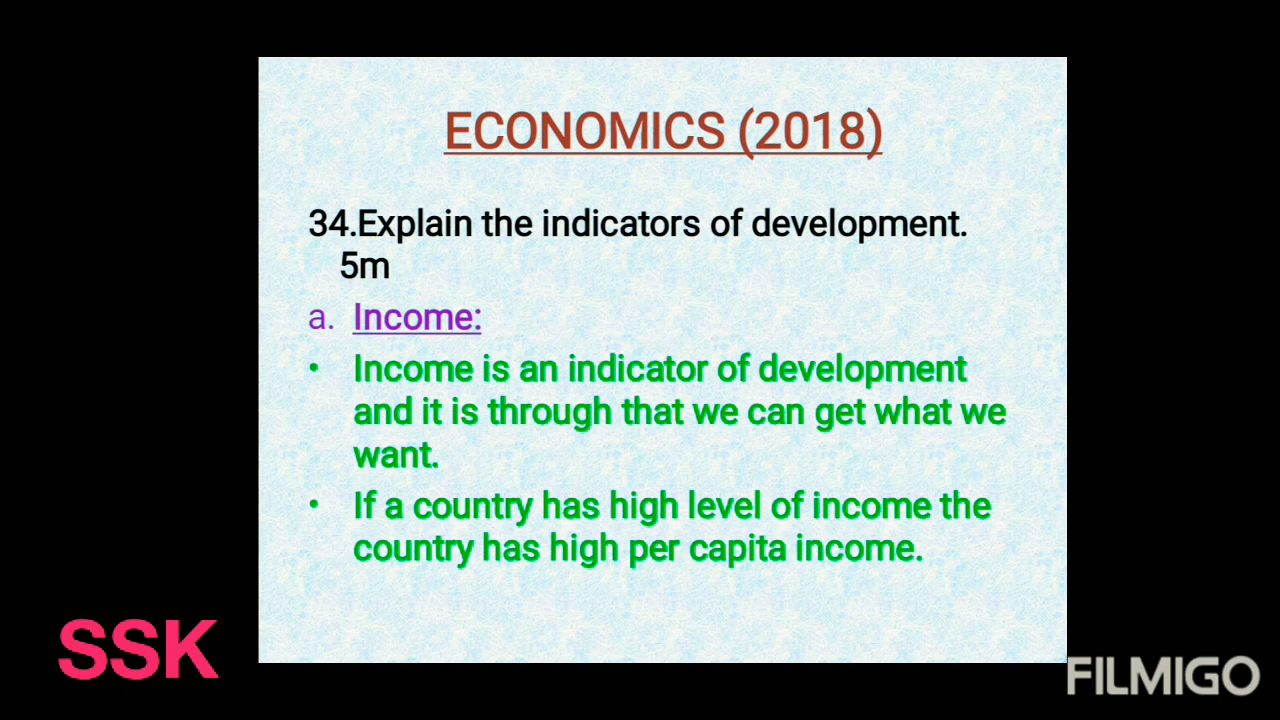 ECONOMICS (2018)
34.Explain the indicators of development.
5m
a. Income:
• Income is an indicator of development
and it is through that we can get what we
want.
• If a country has high level of income the
country has high per capita income.
SSK
FILMIGO